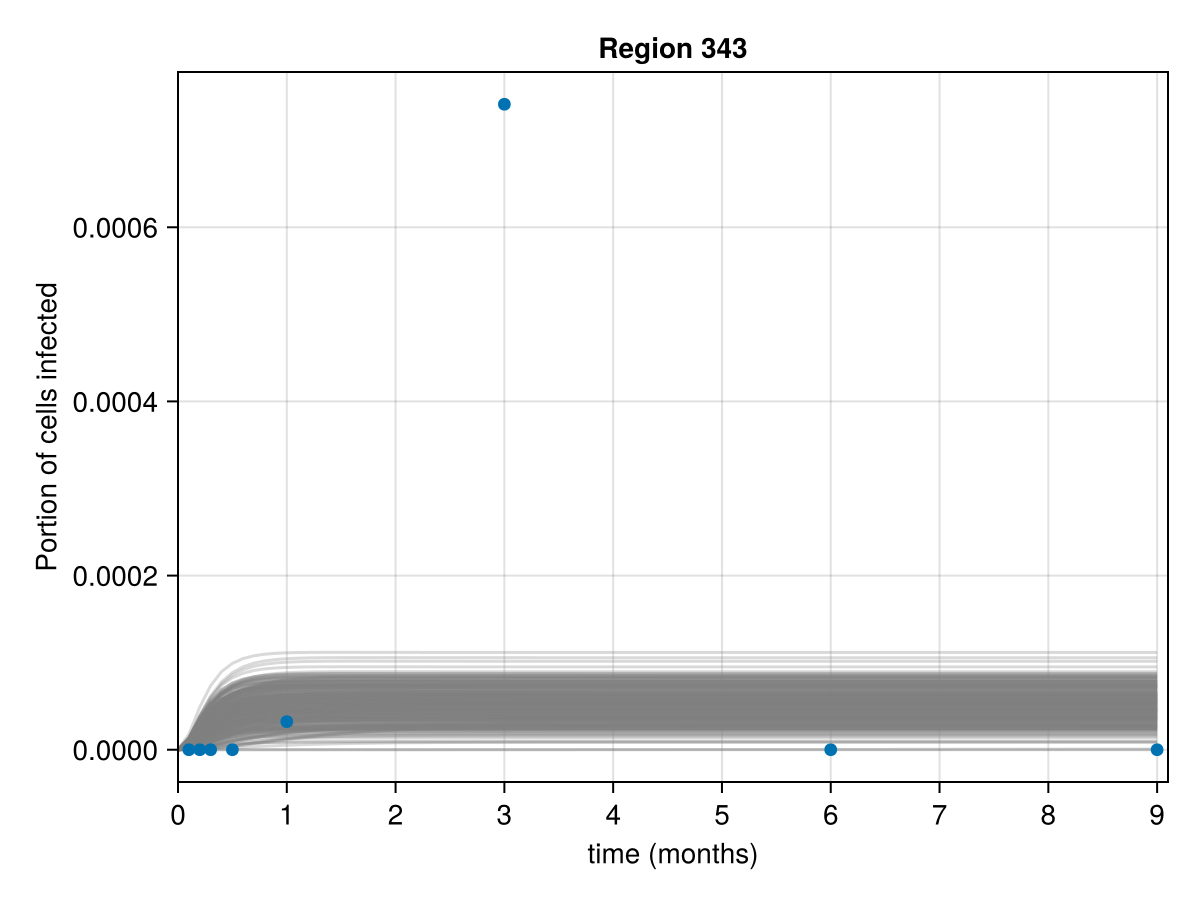 Region 343
Portion of cells infected
0.0006
0.0004
0.0002
0.0000
0 1 2 3 4 5 6 7 8 9
time (months)